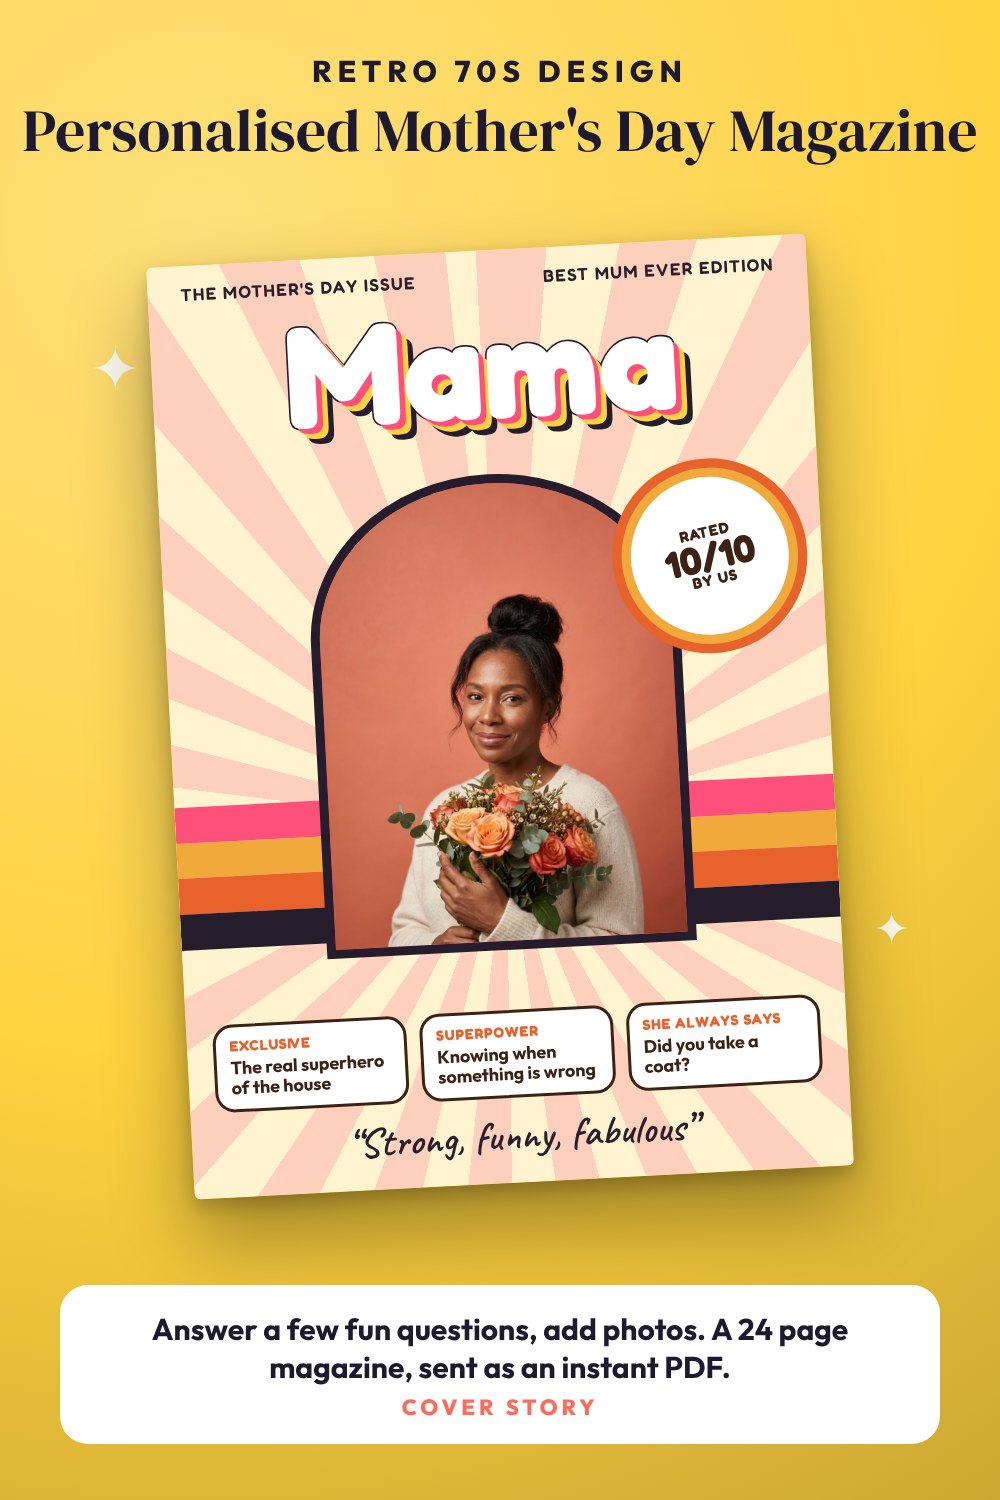 RETRO 70S DESIGN
Personalised Mother's Day Magazine
THE MOTHER'S DAY ISSUE
BEST MUM EVER EDITION
Mama
RATED
10/10
BY US
EXCLUSIVE
The real superhero
of the house
SUPERPOWER
Knowing when
something is wrong
SHE ALWAYS SAYS
Did you take a
coat?
“Strong, funny, fabulous”
Answer a few fun questions, add photos. A 24 page
magazine, sent as an instant PDF.
COVER STORY